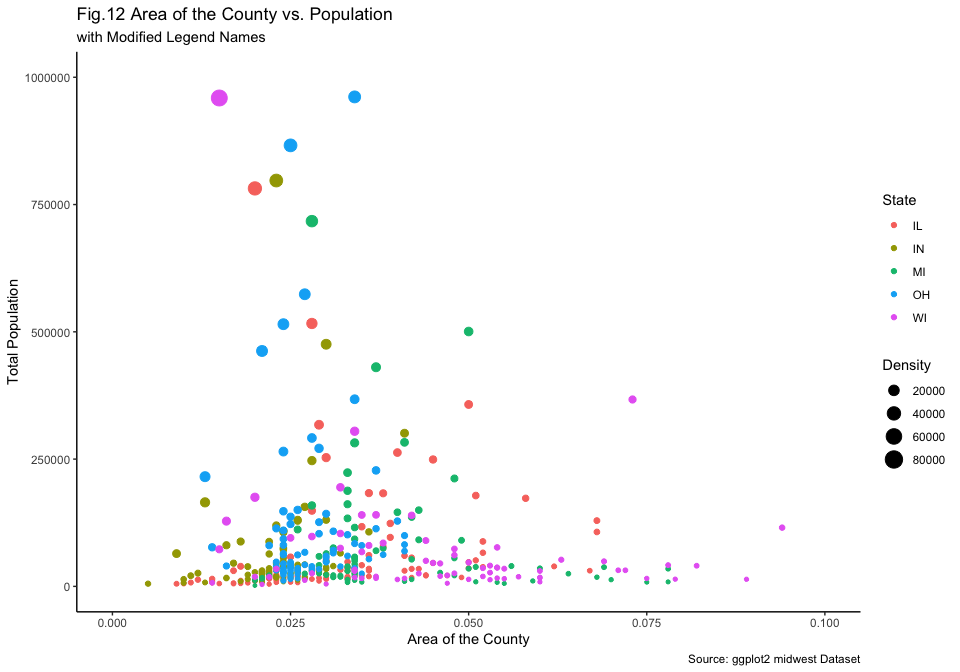 Fig.12 Area of the County vs. Population
with Modified Legend Names
Total Population
1000000
750000
500000
250000
0
0.000
0.025
0.050
0.075
0.100
Area of the County
State
IL
IN
MI
OH
WI
Density
20000
40000
60000
80000
Source: ggplot2 midwest Dataset